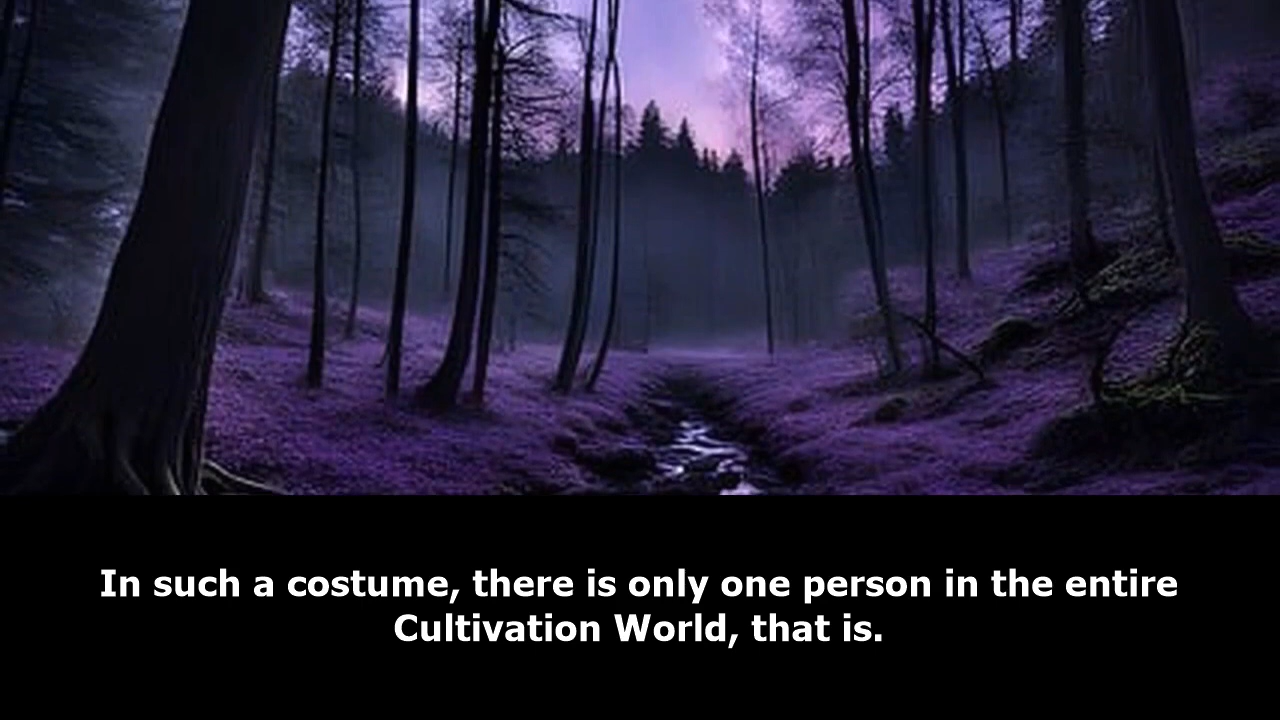 In such a costume, there is only one person in the entire
Cultivation World, that is.